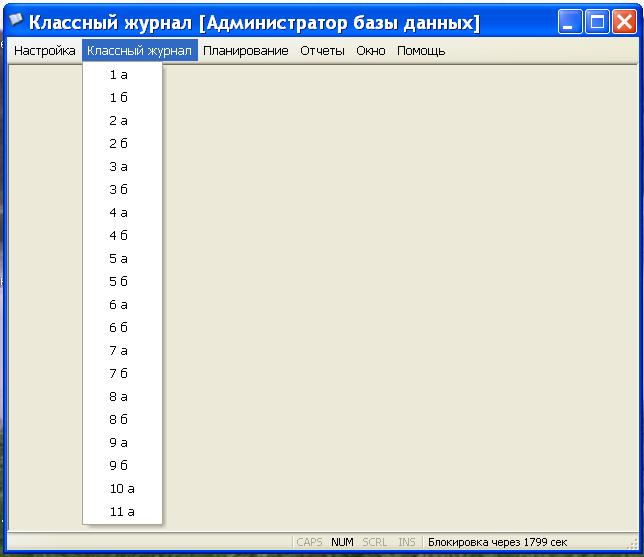 Классный журнал [Администратор базы данных]
Настройка Классный журнал Планирование Отчеты Окно Помощь
1 а
1 б
2 а
2 б
3 а
3 б
4 а
4 б
5 а
5 б
6 а
6 б
7 а
7 б
8 а
8 б
9 а
9 б
10 а
11 а
CAPS NUM SCRL INS Блокировка через 1799 сек